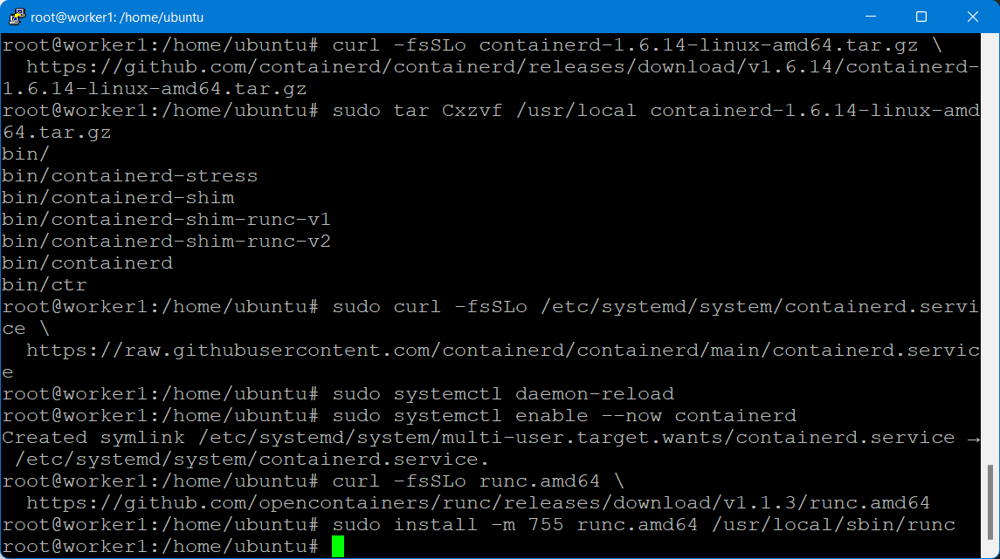 root@worker1: /home/ubuntu
root@worker1:/home/ubuntu# curl -fsSLo containerd-1.6.14-linux-amd64.tar.gz \
  https://github.com/containerd/containerd/releases/download/v1.6.14/containerd-
1.6.14-linux-amd64.tar.gz
root@worker1:/home/ubuntu# sudo tar Cxzvf /usr/local containerd-1.6.14-linux-amd
64.tar.gz
bin/
bin/containerd-stress
bin/containerd-shim
bin/containerd-shim-runc-v1
bin/containerd-shim-runc-v2
bin/containerd
bin/ctr
root@worker1:/home/ubuntu# sudo curl -fsSLo /etc/systemd/system/containerd.servi
ce \
  https://raw.githubusercontent.com/containerd/containerd/main/containerd.servic
e
root@worker1:/home/ubuntu# sudo systemctl daemon-reload
root@worker1:/home/ubuntu# sudo systemctl enable --now containerd
Created symlink /etc/systemd/system/multi-user.target.wants/containerd.service →
 /etc/systemd/system/containerd.service.
root@worker1:/home/ubuntu# curl -fsSLo runc.amd64 \
  https://github.com/opencontainers/runc/releases/download/v1.1.3/runc.amd64
root@worker1:/home/ubuntu# sudo install -m 755 runc.amd64 /usr/local/sbin/runc
root@worker1:/home/ubuntu#